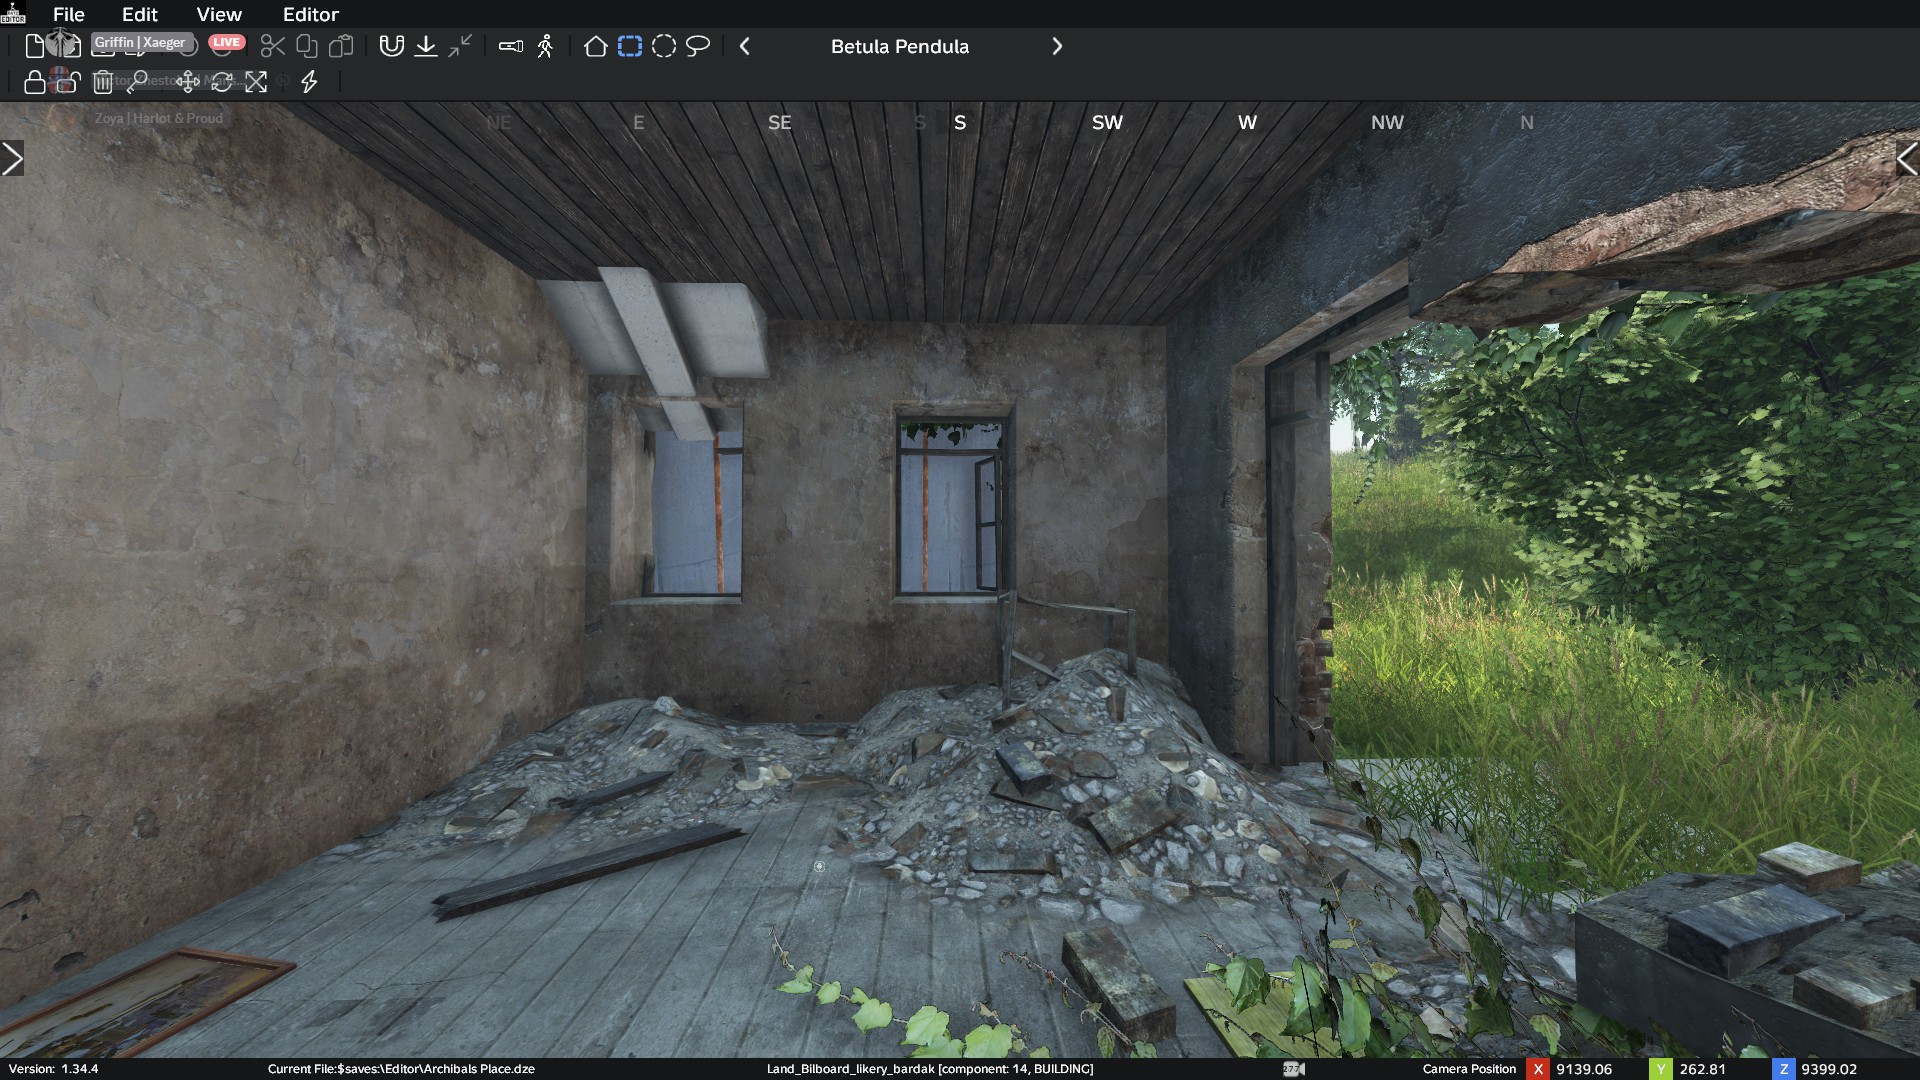 File Edit View Editor
EDITOR
Griffin | Xaeger LIVE
Betula Pendula
Zoya | Harlot & Proud
NE E SE S S SW W NW N
Version: 1.34.4 Current File:$saves:\Editor\Archibals Place.dze Land_Bilboard_likery_bardak [component: 14, BUILDING] 277 Camera Position X 9139.06 Y 262.81 Z 9399.02